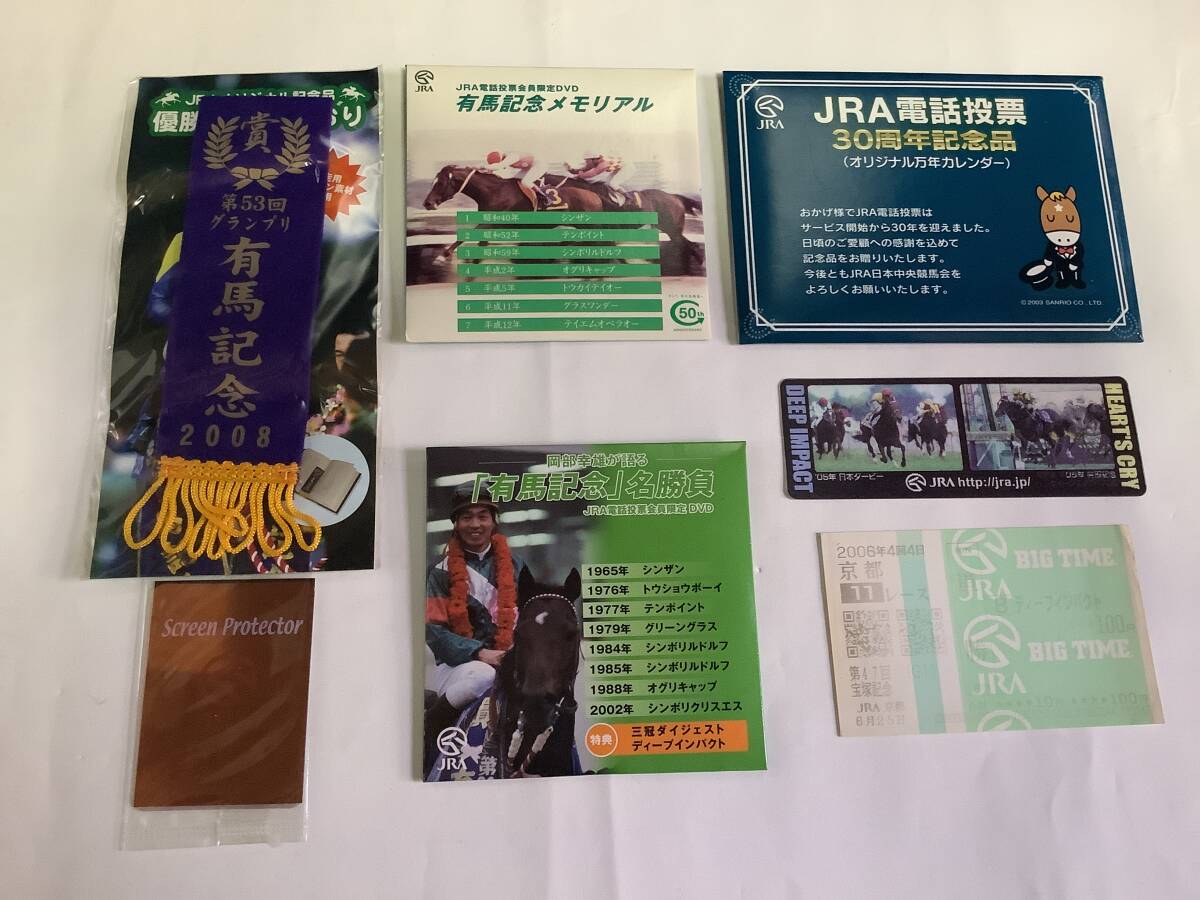 優勝
賞
第53回
グランプリ
有馬記念
2008
Screen Protector
JRA
JRA電話投票会員限定DVD
有馬記念メモリアル
1 昭和40年 シンザン
2 昭和52年 テンポイント
3 昭和59年 シンボリルドルフ
4 平成2年 オグリキャップ
5 平成5年 トウカイテイオー
6 平成11年 グラスワンダー
7 平成12年 テイエムオペラオー
50th
ANNIVERSARY
JRA
JRA電話投票
30周年記念品
(オリジナル万年カレンダー)
おかげ様でJRA電話投票は
サービス開始から30年を迎えました。
日頃のご愛顧への感謝を込めて
記念品をお贈りいたします。
今後ともJRA日本中央競馬会を
よろしくお願いいたします。
©2003 SANRIO CO., LTD.
岡部幸雄が語る
「有馬記念」名勝負
JRA電話投票会員限定 DVD
1965年 シンザン
1976年 トウショウボーイ
1977年 テンポイント
1979年 グリーングラス
1984年 シンボリルドルフ
1985年 シンボリルドルフ
1988年 オグリキャップ
2002年 シンボリクリスエス
特典 三冠ダイジェスト
ディープインパクト
JRA
DEEP IMPACT
HEART'S CRY
'05年 日本ダービー
'05年 有馬記念
JRA http://jra.jp/
2006年4回4日
京都
11 レース
宝塚記念
JRA 京都
6月25日
JRA BIG TIME
ディープインパクト
100円
JRA BIG TIME